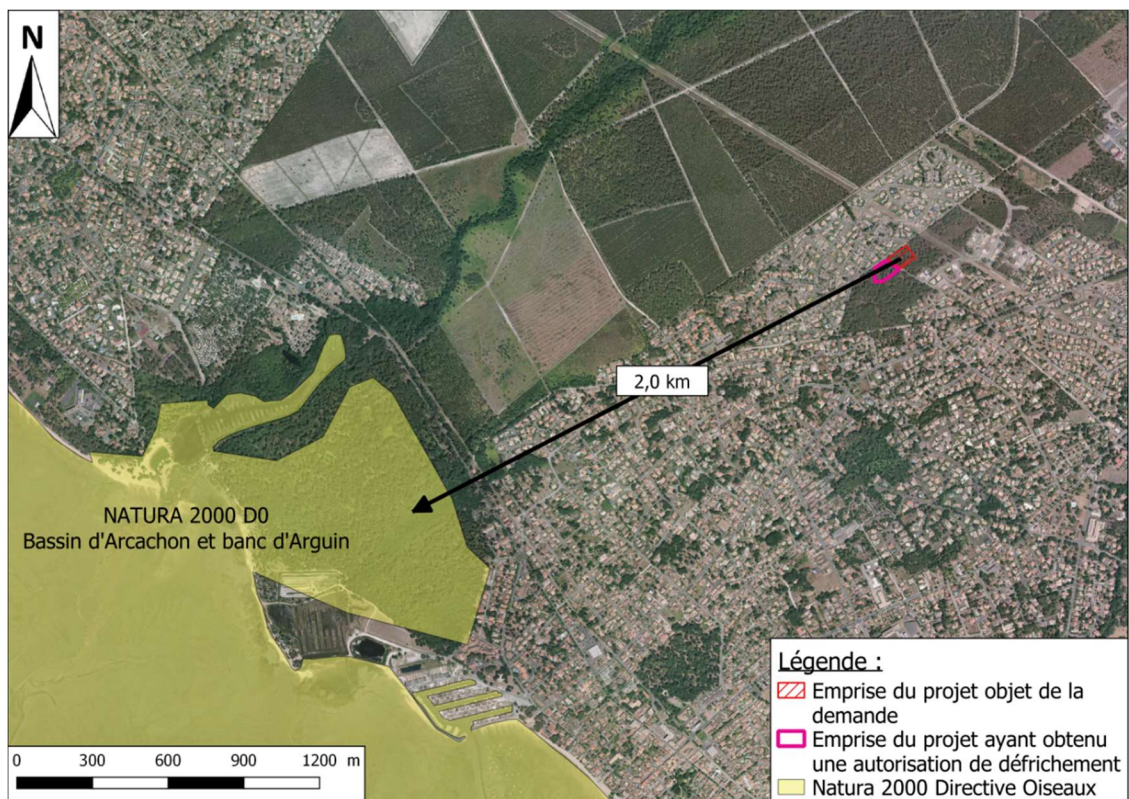 N
2,0 km
NATURA 2000 D0
Bassin d'Arcachon et banc d'Arguin
Légende :
Emprise du projet objet de la
demande
Emprise du projet ayant obtenu
une autorisation de défrichement
Natura 2000 Directive Oiseaux
0 300 600 900 1200 m